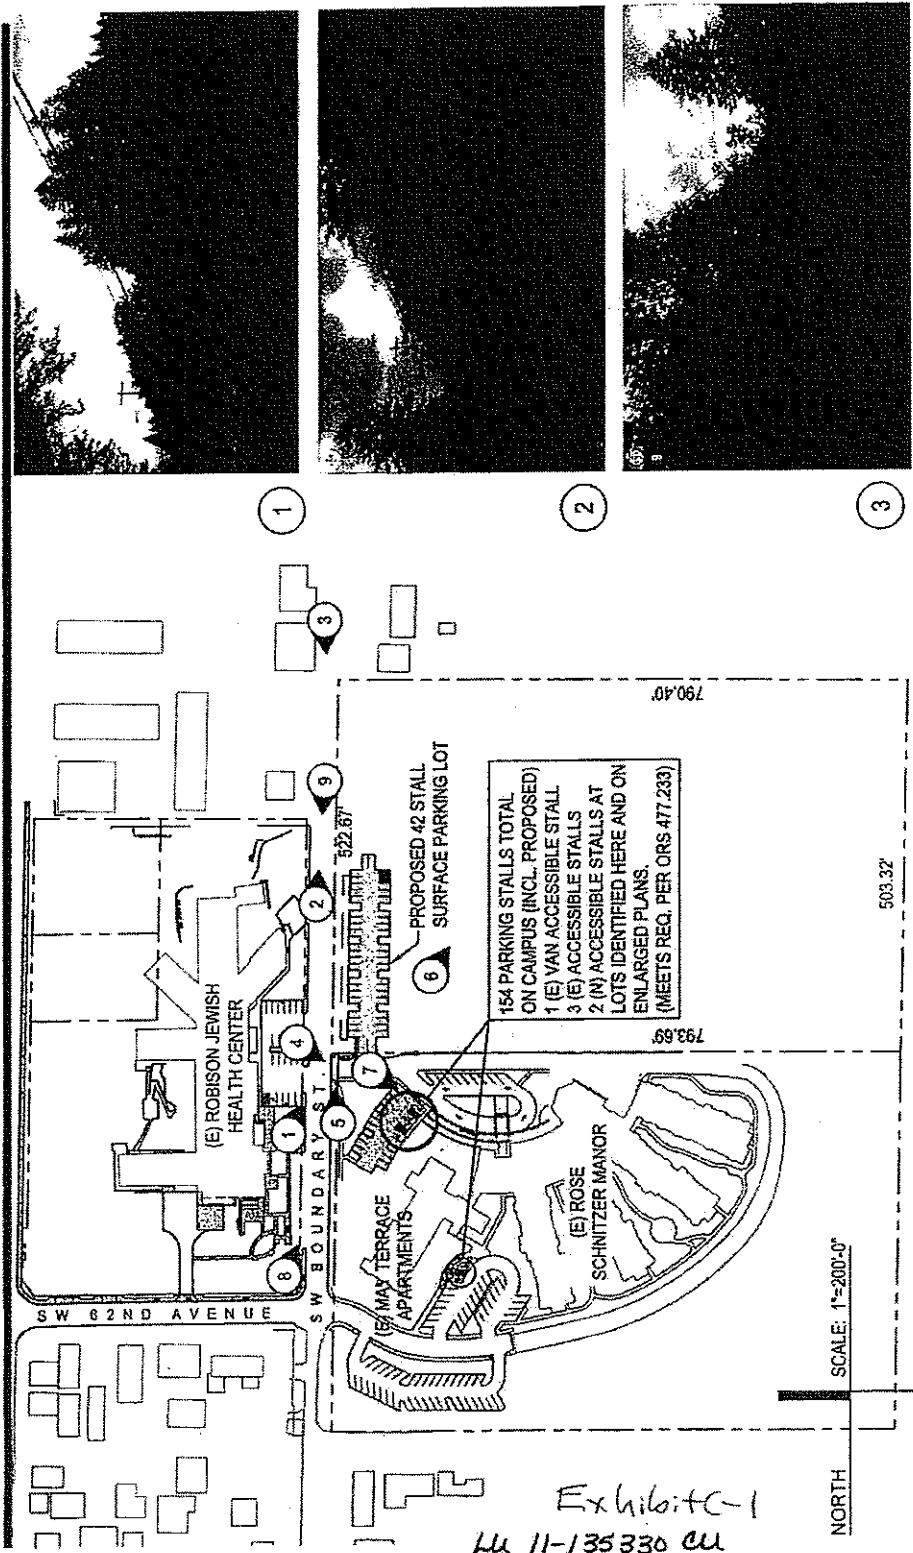 1
2
3
(E) ROBISON JEWISH
HEALTH CENTER
SW 62ND AVENUE
SW BOUNDARY ST.
8
1
4
5
2
9
3
7
6
522.67'
PROPOSED 42 STALL
SURFACE PARKING LOT
(E) MAY TERRACE
APARTMENTS
(E) ROSE
SCHNITZER MANOR
154 PARKING STALLS TOTAL
ON CAMPUS (INCL. PROPOSED)
1 (E) VAN ACCESSIBLE STALL
3 (E) ACCESSIBLE STALLS
2 (N) ACCESSIBLE STALLS AT
LOTS IDENTIFIED HERE AND ON
ENLARGED PLANS.
(MEETS REQ. PER ORS 477.233)
790.40'
793.69'
503.32'
NORTH
SCALE: 1"=200'-0"
Exhibit C-1
LU 11-135330 CU